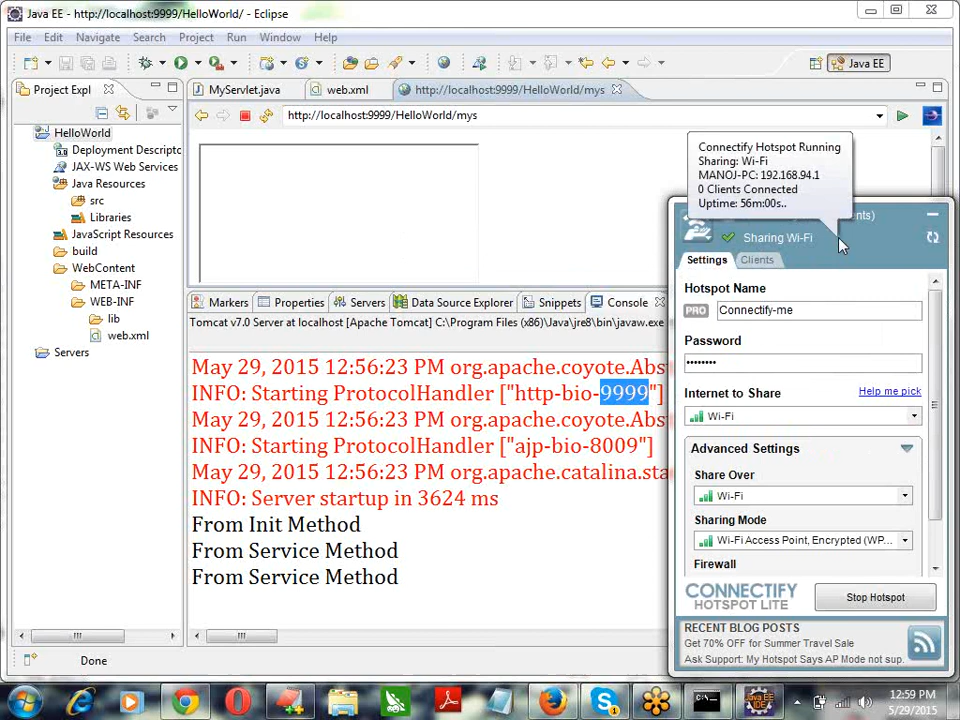 Java EE - http://localhost:9999/HelloWorld/ - Eclipse
File Edit Navigate Search Project Run Window Help
Java EE
Project Expl
MyServlet.java
web.xml
http://localhost:9999/HelloWorld/mys
http://localhost:9999/HelloWorld/mys
HelloWorld
Deployment Descripto
JAX-WS Web Services
Java Resources
src
Libraries
JavaScript Resources
build
WebContent
META-INF
WEB-INF
lib
web.xml
Servers
Connectify Hotspot Running
Sharing: Wi-Fi
MANOJ-PC: 192.168.94.1
0 Clients Connected
Uptime: 56m:00s..
ents)
Sharing Wi-Fi
Settings Clients
Hotspot Name
PRO Connectify-me
Password
••••••••
Internet to Share Help me pick
Wi-Fi
Advanced Settings
Share Over
Wi-Fi
Sharing Mode
Wi-Fi Access Point, Encrypted (WP...
Firewall
CONNECTIFY
HOTSPOT LITE
Stop Hotspot
RECENT BLOG POSTS
Get 70% OFF for Summer Travel Sale
Ask Support: My Hotspot Says AP Mode not sup.
Markers Properties Servers Data Source Explorer Snippets Console
Tomcat v7.0 Server at localhost [Apache Tomcat] C:\Program Files (x86)\Java\jre8\bin\javaw.exe
May 29, 2015 12:56:23 PM org.apache.coyote.Abs
INFO: Starting ProtocolHandler ["http-bio-9999"]
May 29, 2015 12:56:23 PM org.apache.coyote.Abs
INFO: Starting ProtocolHandler ["ajp-bio-8009"]
May 29, 2015 12:56:23 PM org.apache.catalina.sta
INFO: Server startup in 3624 ms
From Init Method
From Service Method
From Service Method
Done
12:59 PM
5/29/2015